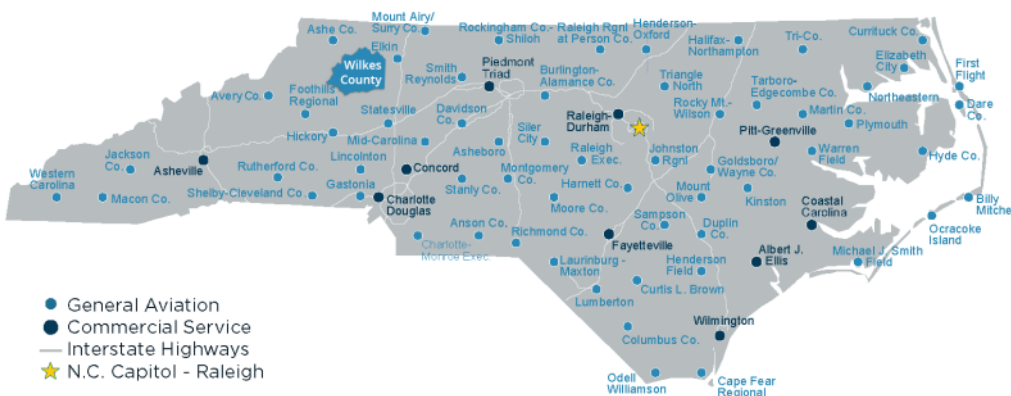 Ashe Co.
Mount Airy/
Surry Co.
Elkin
Wilkes
County
Rockingham Co.-
Shiloh
Raleigh Rgnl
at Person Co.
Henderson-
Oxford
Halifax-
Northampton
Tri-Co.
Currituck Co.
Elizabeth
City
First
Flight
Avery Co.
Foothills
Regional
Smith
Reynolds
Piedmont
Triad
Burlington-
Alamance Co.
Triangle
North
Tarboro-
Edgecombe Co.
Northeastern
Dare
Co.
Statesville
Davidson
Co.
Raleigh-
Durham
Rocky Mt.-
Wilson
Martin Co.
Plymouth
Hickory
Mid-Carolina
Asheboro
Siler
City
Raleigh
Exec.
Johnston
Rgnl
Pitt-Greenville
Warren
Field
Hyde Co.
Jackson
Co.
Western
Carolina
Macon Co.
Asheville
Rutherford Co.
Shelby-Cleveland Co.
Lincolnton
Gastonia
Concord
Charlotte
Douglas
Stanly Co.
Montgomery
Co.
Harnett Co.
Moore Co.
Goldsboro/
Wayne Co.
Mount
Olive
Kinston
Coastal
Carolina
Billy
Mitche
Ocracoke
Island
Charlotte-
Monroe Exec.
Anson Co.
Richmond Co.
Fayetteville
Sampson
Co.
Duplin
Co.
Albert J.
Ellis
Michael J. Smith
Field
Laurinburg -
Maxton
Henderson
Field
Lumberton
Curtis L. Brown
Columbus Co.
Wilmington
Odell
Williamson
Cape Fear
Regional
General Aviation
Commercial Service
Interstate Highways
N.C. Capitol - Raleigh